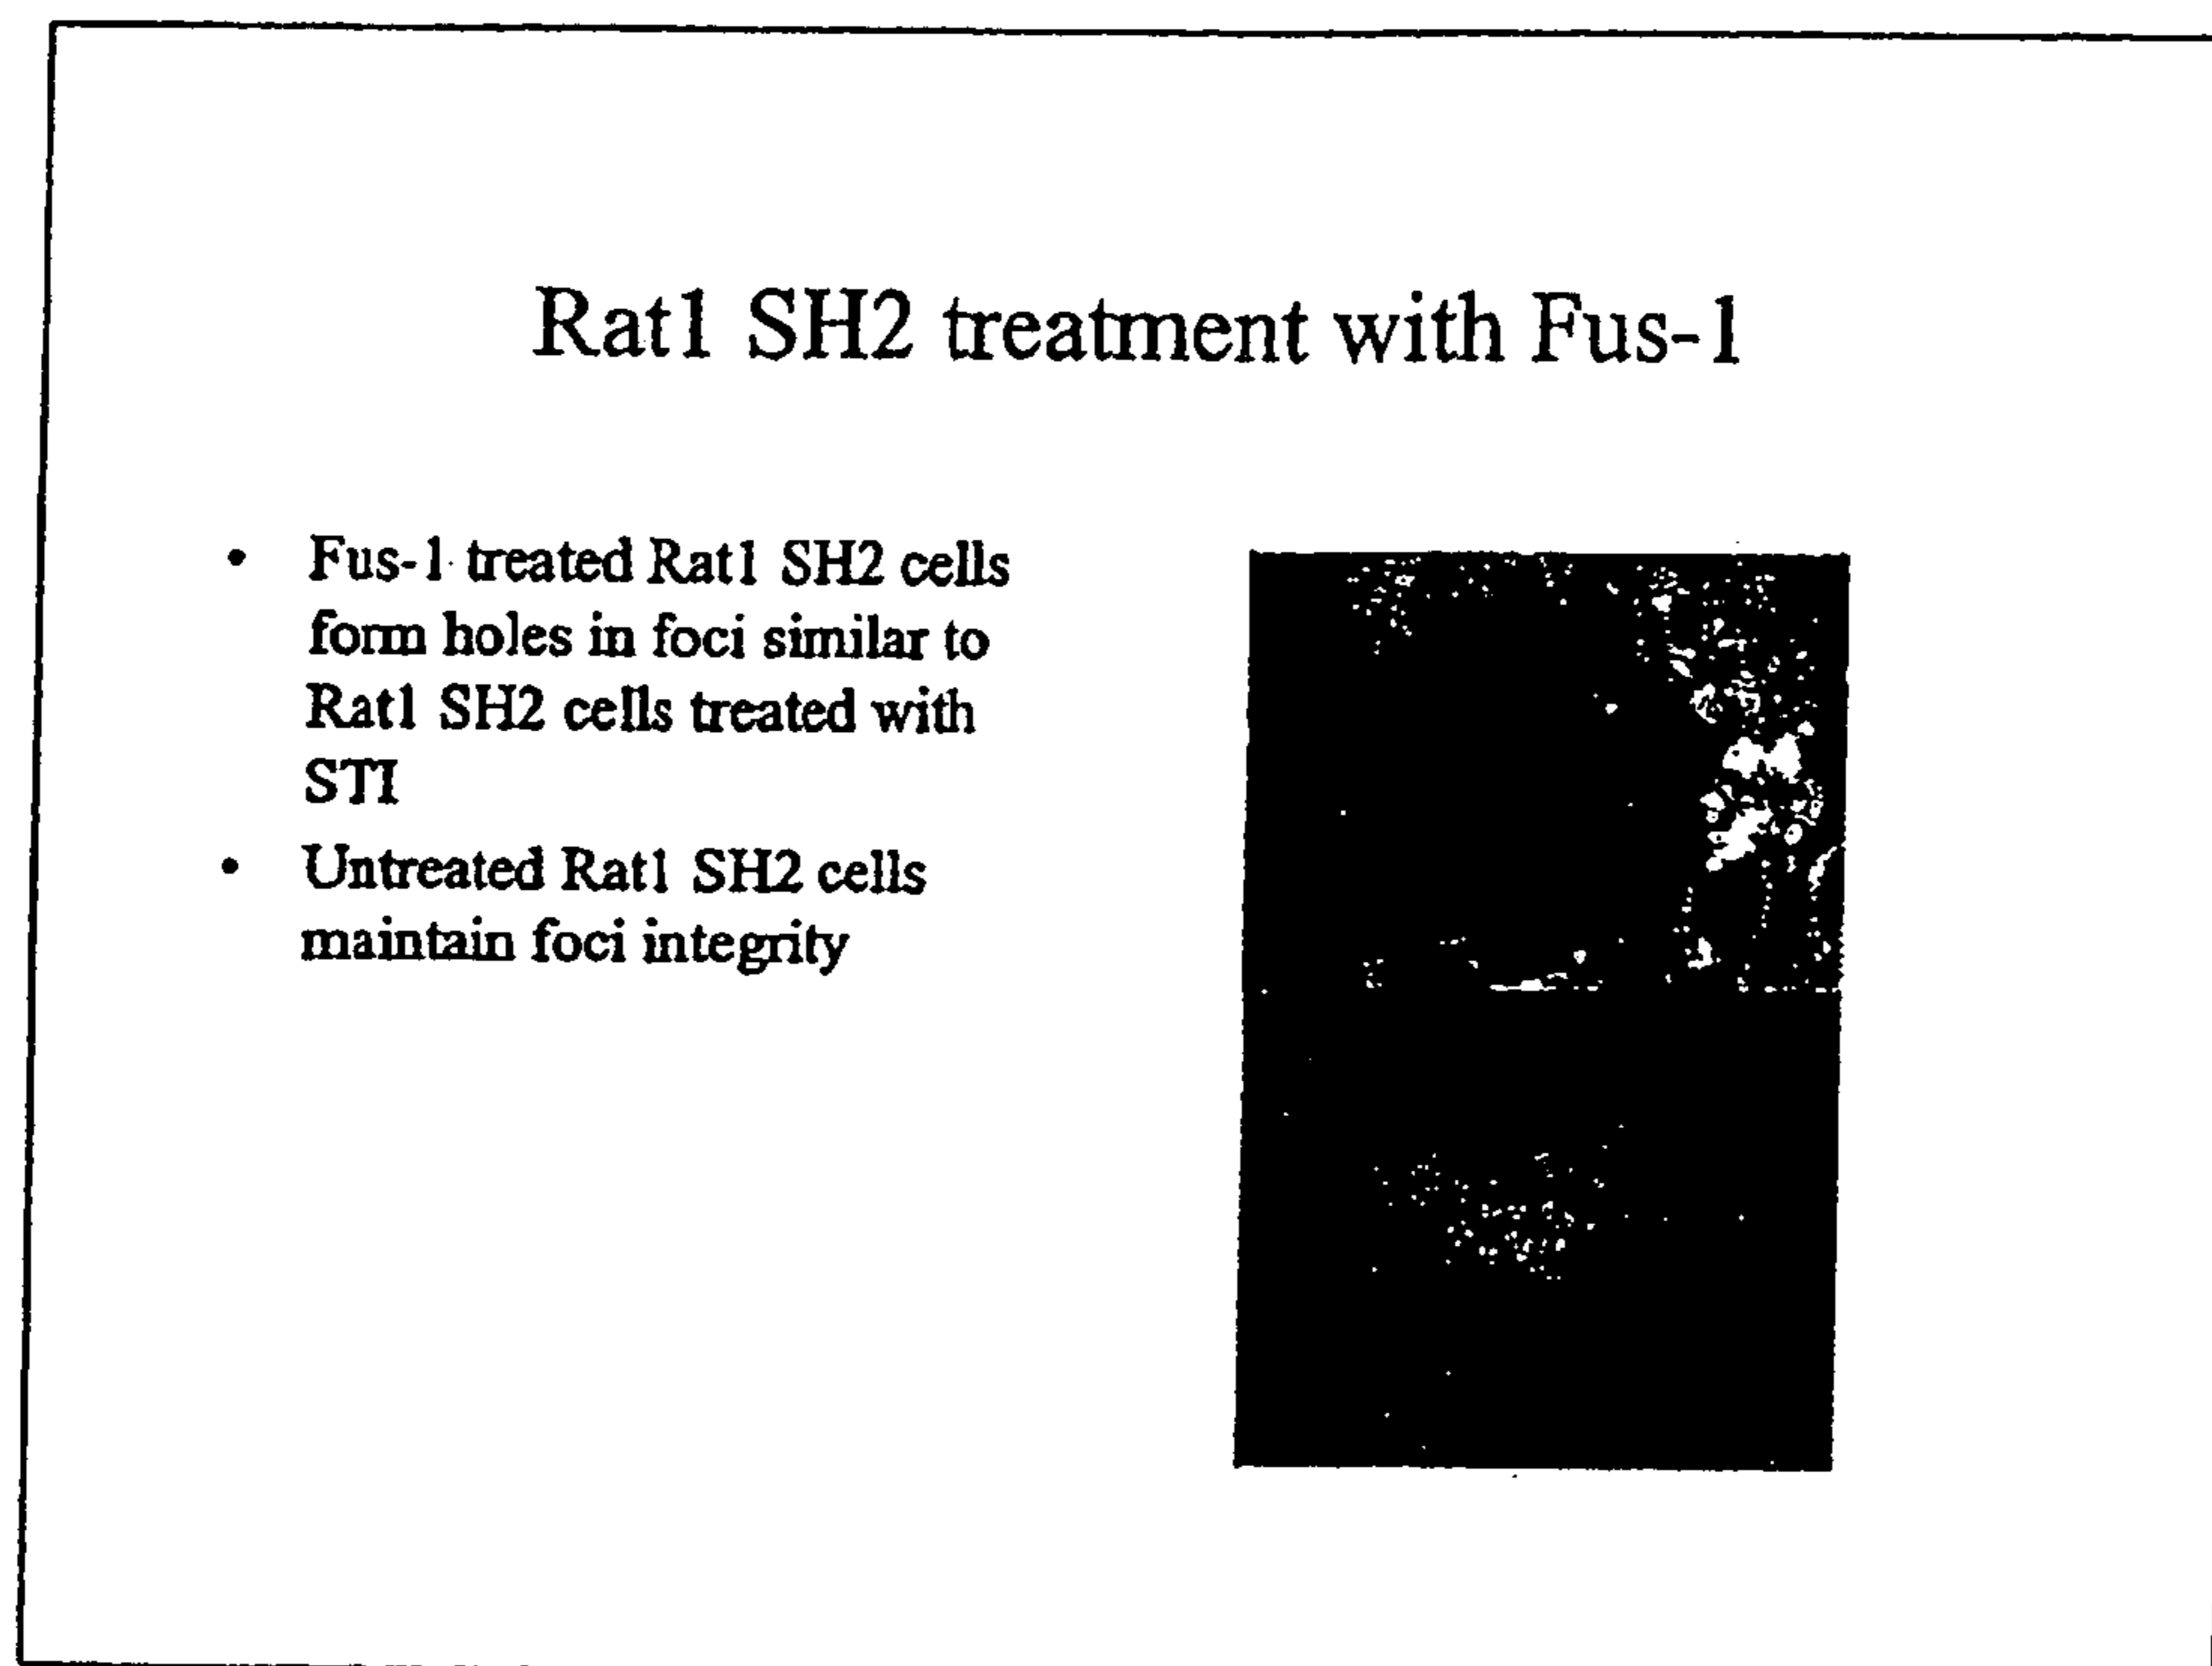 Rat1 SH2 treatment with Fus-1
• Fus-1 treated Rat1 SH2 cells
form holes in foci similar to
Rat1 SH2 cells treated with
STI
• Untreated Rat1 SH2 cells
maintain foci integrity